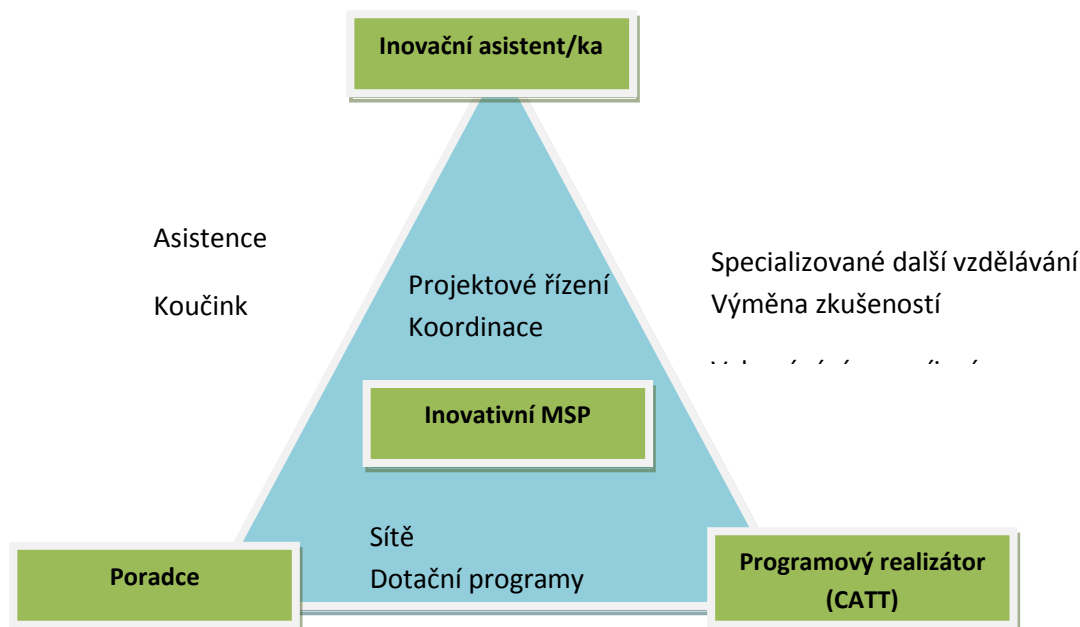 Inovační asistent/ka
Asistence
Koučink
Projektové řízení
Koordinace
Specializované další vzdělávání
Výměna zkušeností
Inovativní MSP
Sítě
Dotační programy
Poradce
Programový realizátor
(CATT)